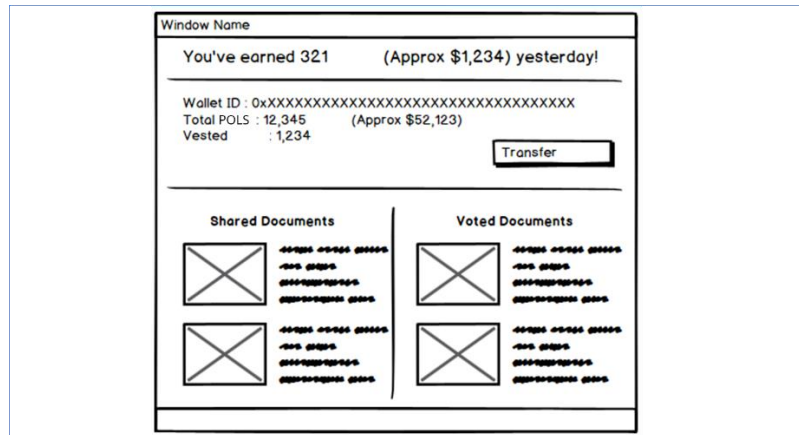 Window Name
You've earned 321 (Approx $1,234) yesterday!
Wallet ID : 0xXXXXXXXXXXXXXXXXXXXXXXXXXXXXXXXXXX
Total POLS : 12,345 (Approx $52,123)
Vested : 1,234
Transfer
Shared Documents
Voted Documents